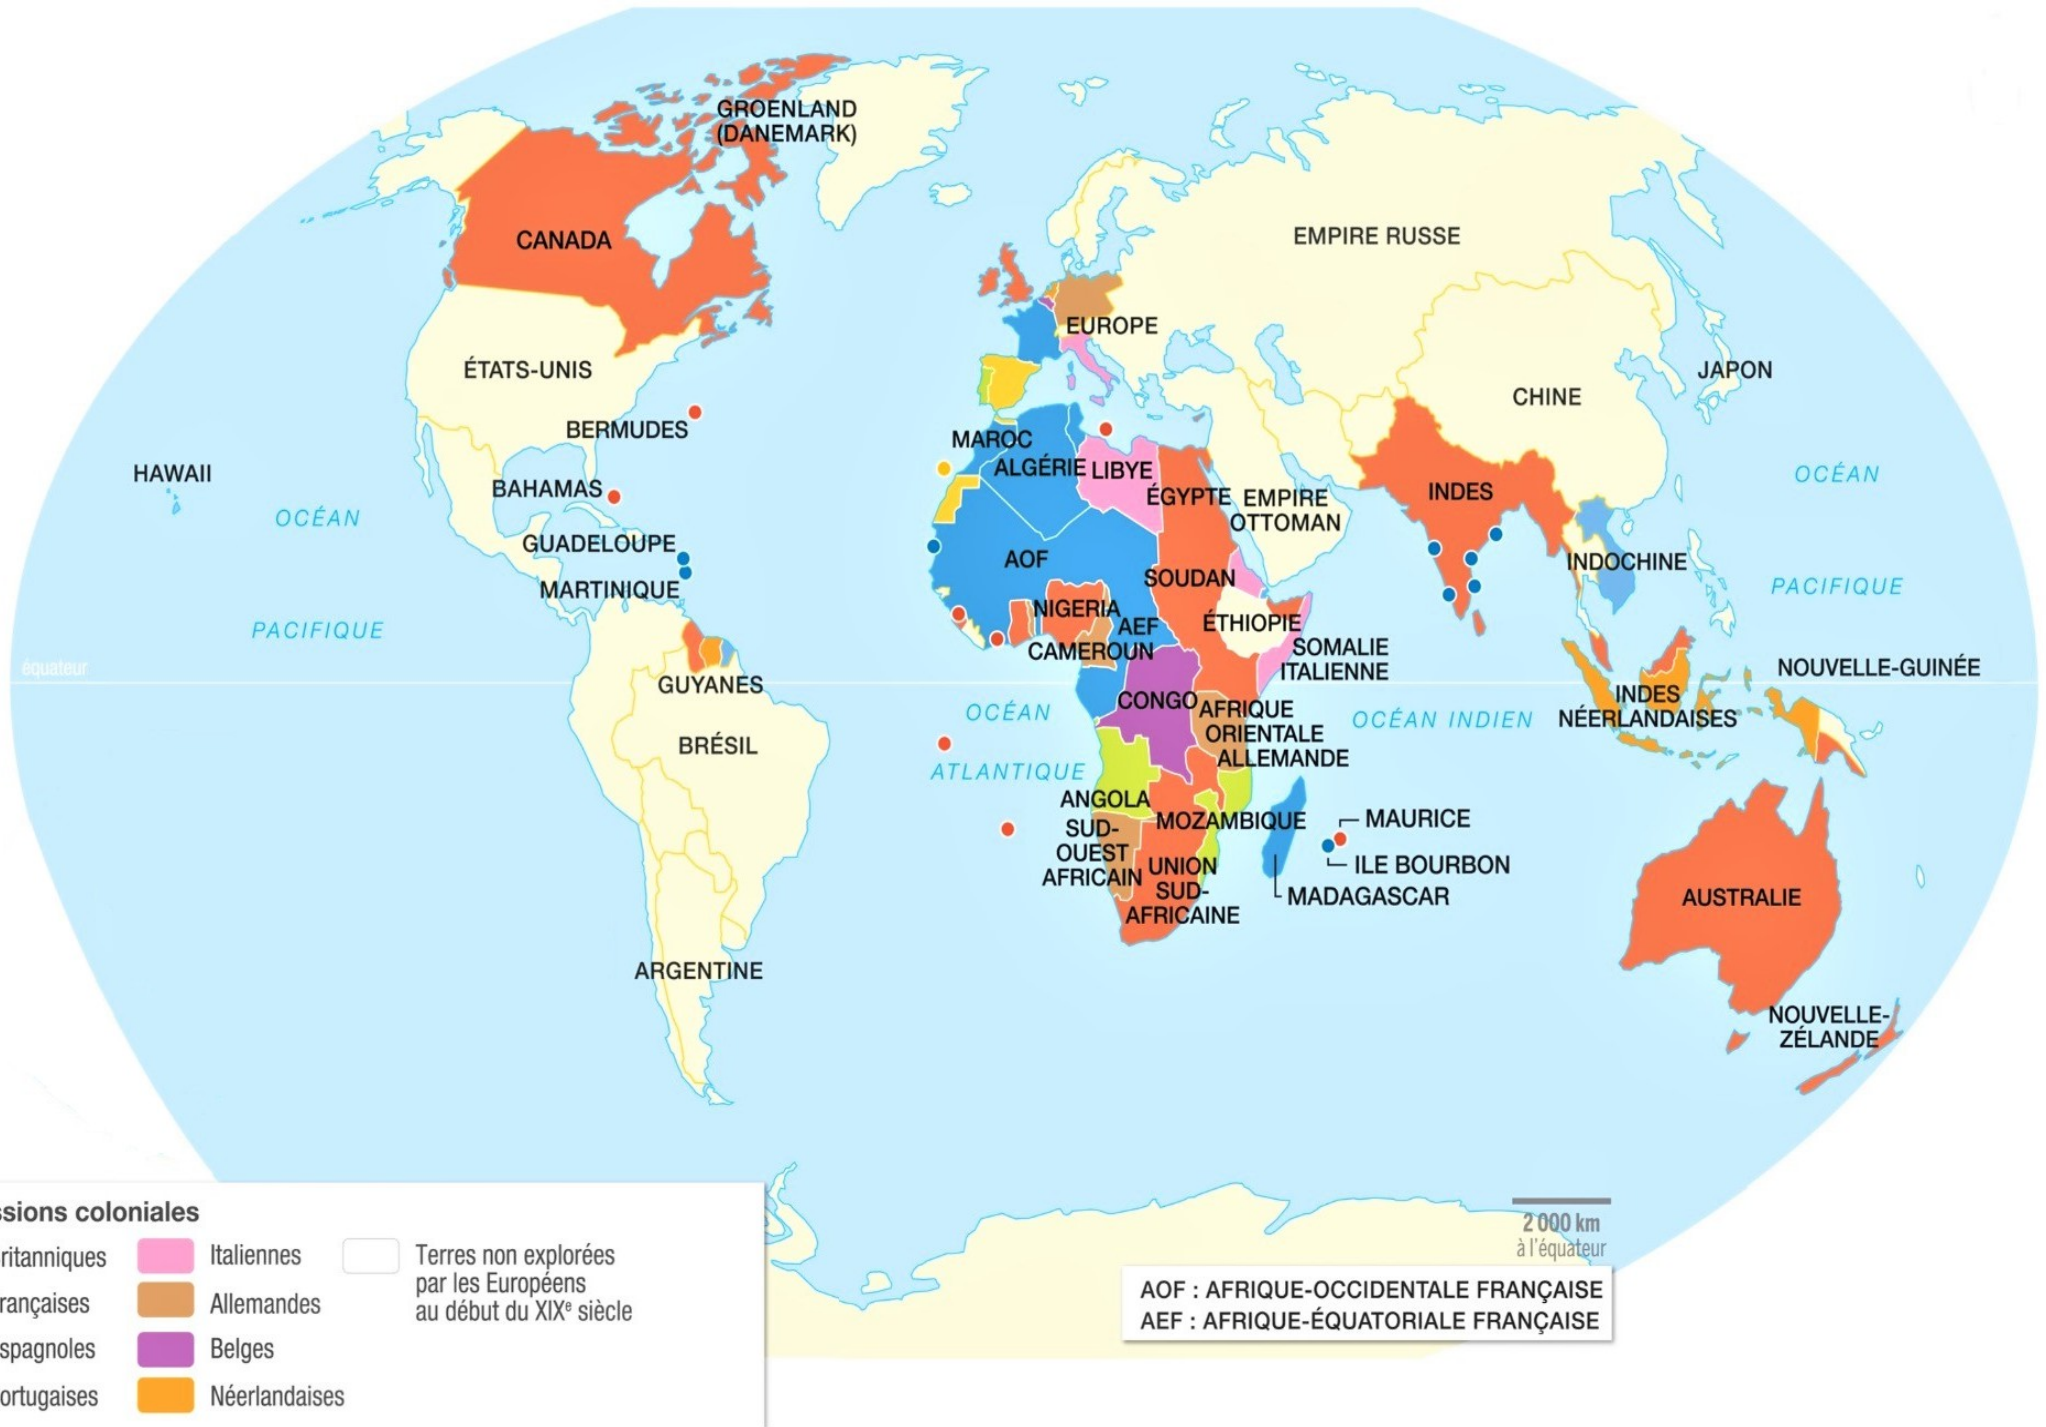 GROENLAND
(DANEMARK)
CANADA
EMPIRE RUSSE
EUROPE
ÉTATS-UNIS
JAPON
CHINE
BERMUDES
MAROC
ALGÉRIE
LIBYE
HAWAII
OCÉAN
PACIFIQUE
BAHAMAS
ÉGYPTE
EMPIRE
OTTOMAN
INDES
OCÉAN
PACIFIQUE
GUADELOUPE
MARTINIQUE
AOF
SOUDAN
INDOCHINE
NIGERIA
AEF
CAMEROUN
ÉTHIOPIE
SOMALIE
ITALIENNE
équateur
GUYANES
NOUVELLE-GUINÉE
CONGO
AFRIQUE
ORIENTALE
ALLEMANDE
OCÉAN
ATLANTIQUE
OCÉAN INDIEN
INDES
NÉERLANDAISES
BRÉSIL
ANGOLA
MOZAMBIQUE
MAURICE
SUD-
OUEST
AFRICAIN
UNION
SUD-
AFRICAINE
ILE BOURBON
MADAGASCAR
AUSTRALIE
ARGENTINE
NOUVELLE-
ZÉLANDE
ssions coloniales
ritanniques
rançaises
spagnoles
ortugaises
Italiennes
Allemandes
Belges
Néerlandaises
Terres non explorées
par les Européens
au début du XIXe siècle
2 000 km
à l'équateur
AOF : AFRIQUE-OCCIDENTALE FRANÇAISE
AEF : AFRIQUE-ÉQUATORIALE FRANÇAISE